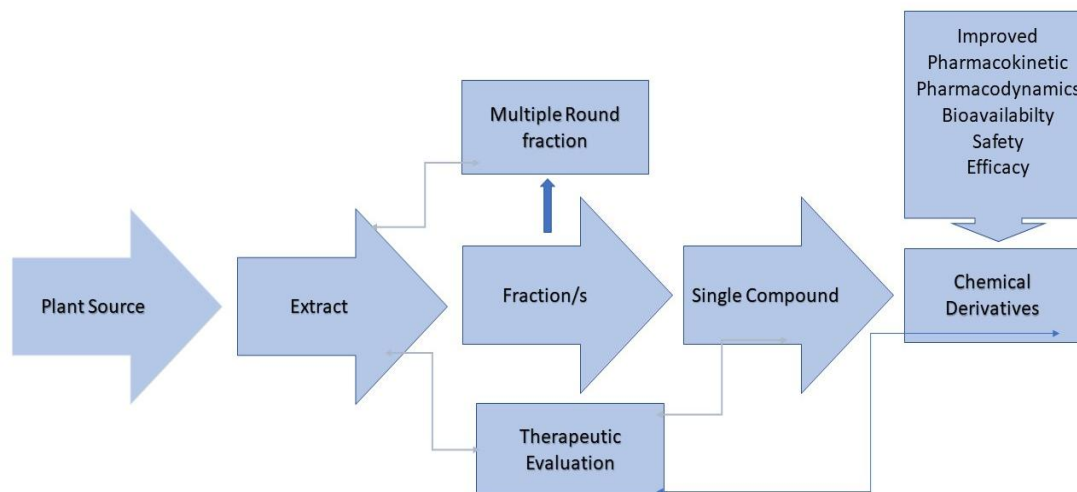 Improved
Pharmacokinetic
Pharmacodynamics
Bioavailabilty
Safety
Efficacy
Multiple Round
fraction
Plant Source
Extract
Fraction/s
Single Compound
Chemical
Derivatives
Therapeutic
Evaluation